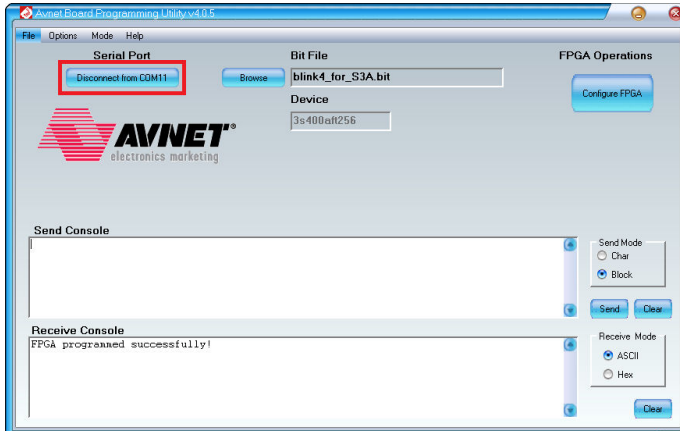 Avnet Board Programming Utility v4.0.5
File Options Mode Help
Serial Port
Bit File
FPGA Operations
Disconnect from COM11
Browse
blink4_for_S3A.bit
Configure FPGA
Device
3s400aft256
AVNET®
electronics marketing
Send Console
Send Mode
Char
Block
Send
Clear
Receive Console
FPGA programmed successfully!
Receive Mode
ASCII
Hex
Clear